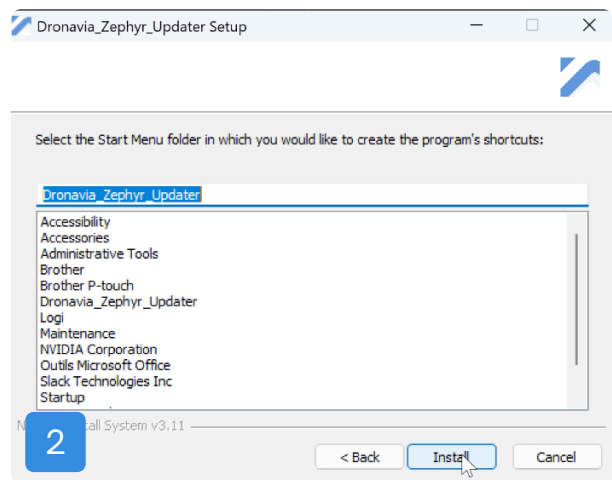 Dronavia_Zephyr_Updater Setup
Select the Start Menu folder in which you would like to create the program's shortcuts:
Dronavia_Zephyr_Updater
Accessibility
Accessories
Administrative Tools
Brother
Brother P-touch
Dronavia_Zephyr_Updater
Logi
Maintenance
NVIDIA Corporation
Outils Microsoft Office
Slack Technologies Inc
Startup
System v3.11
2
< Back Install Cancel